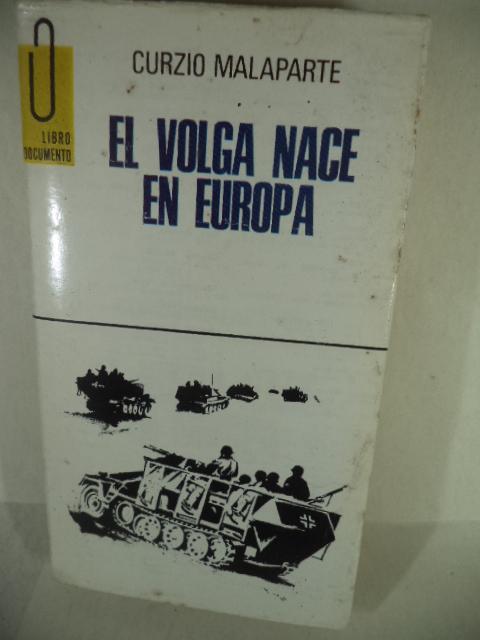 CURZIO MALAPARTE
LIBRO
DOCUMENTO
EL VOLGA NACE
EN EUROPA